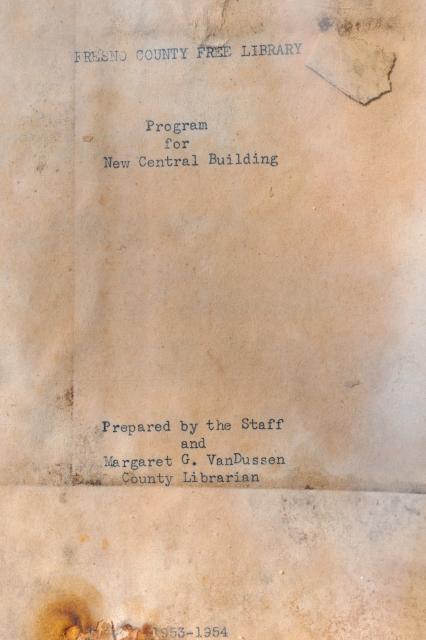 FRESNO COUNTY FREE LIBRARY
Program
for
New Central Building
Prepared by the Staff
and
Margaret G. VanDussen
County Librarian
1953-1954